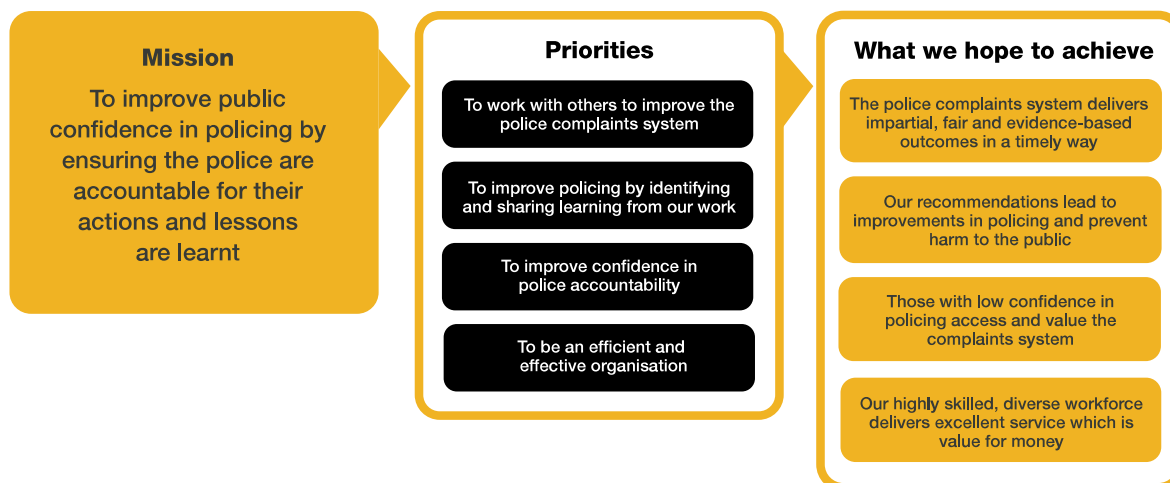 Mission
To improve public
confidence in policing by
ensuring the police are
accountable for their
actions and lessons
are learnt
Priorities
To work with others to improve the
police complaints system
To improve policing by identifying
and sharing learning from our work
To improve confidence in
police accountability
To be an efficient and
effective organisation
What we hope to achieve
The police complaints system delivers
impartial, fair and evidence-based
outcomes in a timely way
Our recommendations lead to
improvements in policing and prevent
harm to the public
Those with low confidence in
policing access and value the
complaints system
Our highly skilled, diverse workforce
delivers excellent service which is
value for money